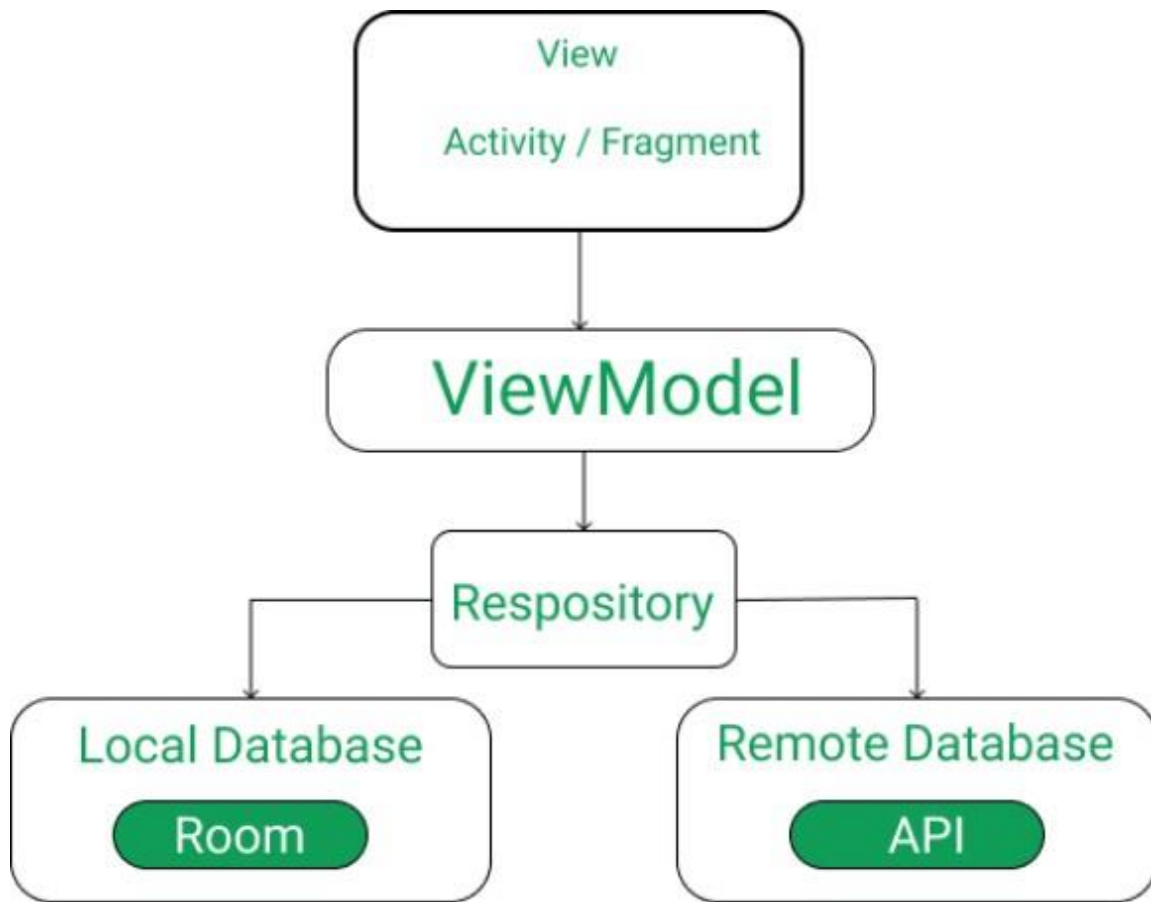 View
Activity / Fragment
ViewModel
Respository
Local Database
Room
Remote Database
API